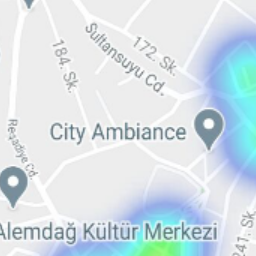 184. Sk.
172. Sk.
Sultansuyu Cd.
City Ambiance
Reşadiye Cd.
Alemdağ Kültür Merkezi
241. Sk.